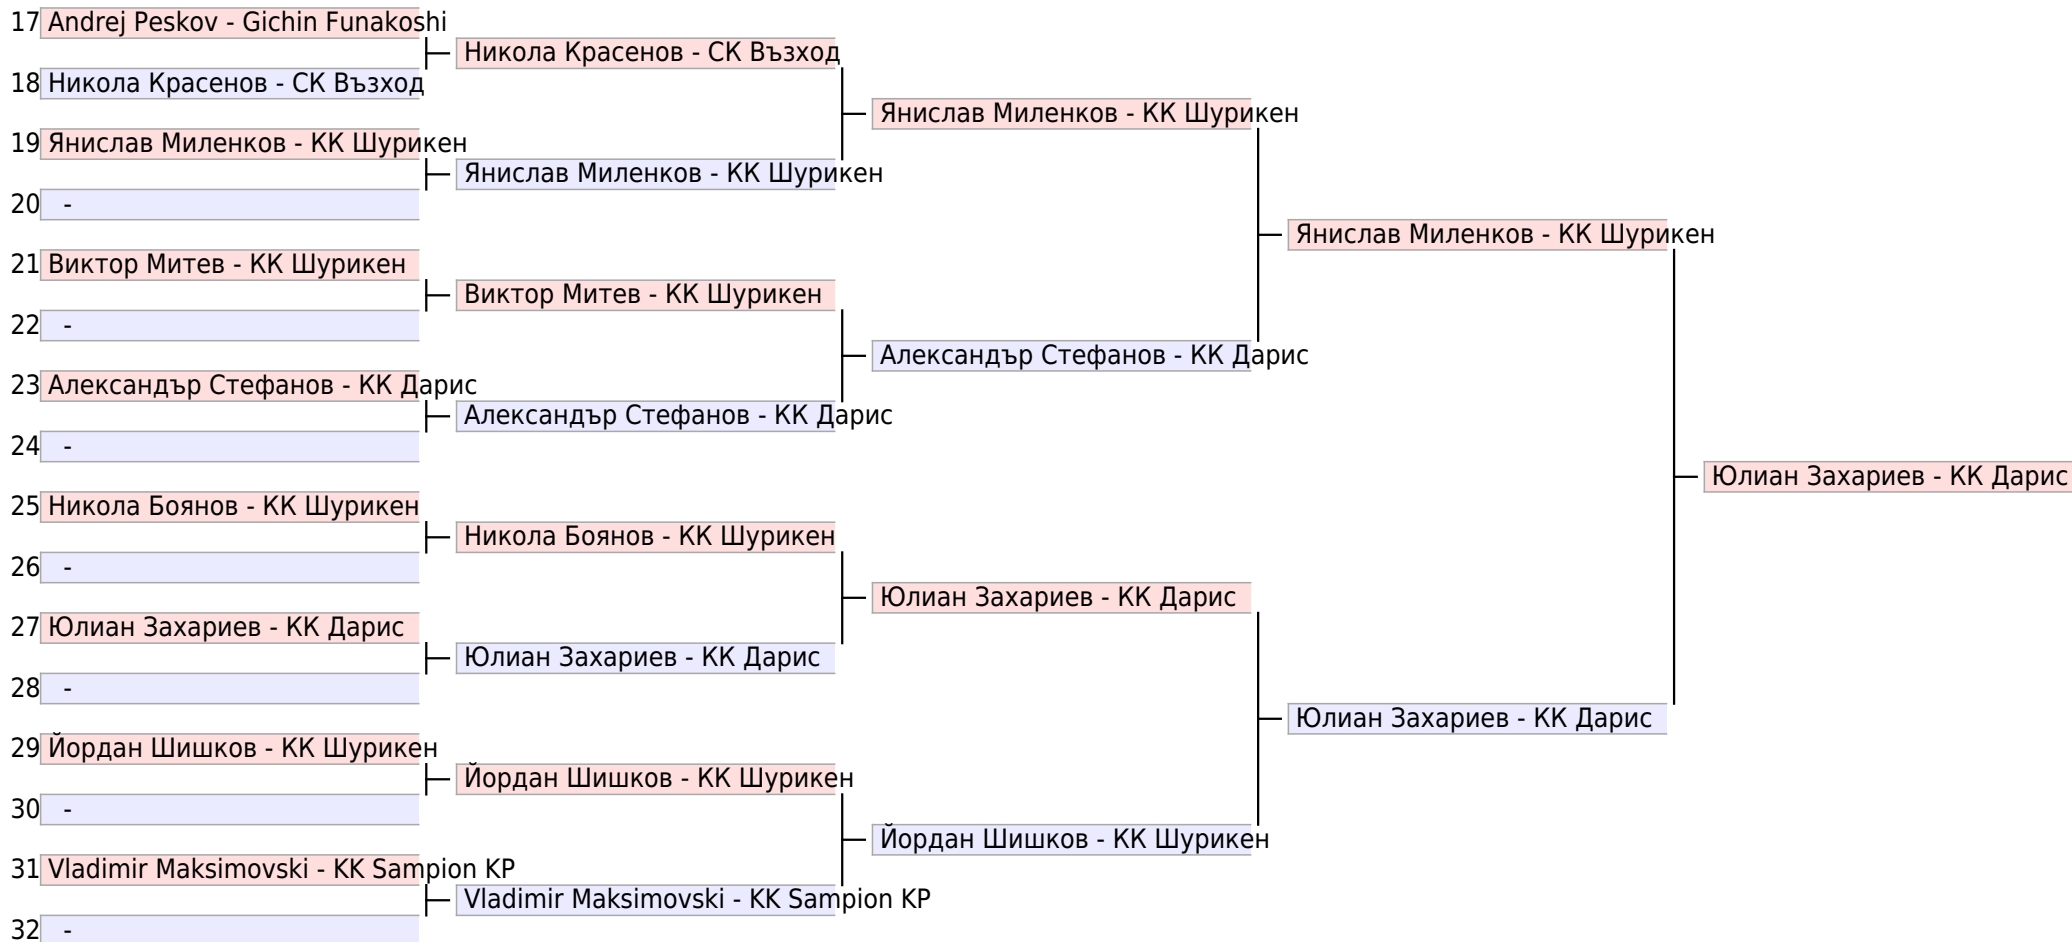 17 Andrej Peskov - Gichin Funakoshi
Никола Красенов - СК Възход
18 Никола Красенов - СК Възход
Янислав Миленков - КК Шурикен
19 Янислав Миленков - КК Шурикен
Янислав Миленков - КК Шурикен
20 -
Янислав Миленков - КК Шурикен
21 Виктор Митев - КК Шурикен
Виктор Митев - КК Шурикен
22 -
Александър Стефанов - КК Дарис
23 Александър Стефанов - КК Дарис
Александър Стефанов - КК Дарис
24 -
Юлиан Захариев - КК Дарис
25 Никола Боянов - КК Шурикен
Никола Боянов - КК Шурикен
26 -
Юлиан Захариев - КК Дарис
27 Юлиан Захариев - КК Дарис
Юлиан Захариев - КК Дарис
28 -
Юлиан Захариев - КК Дарис
29 Йордан Шишков - КК Шурикен
Йордан Шишков - КК Шурикен
30 -
Йордан Шишков - КК Шурикен
31 Vladimir Maksimovski - KK Sampion KP
Vladimir Maksimovski - KK Sampion KP
32 -